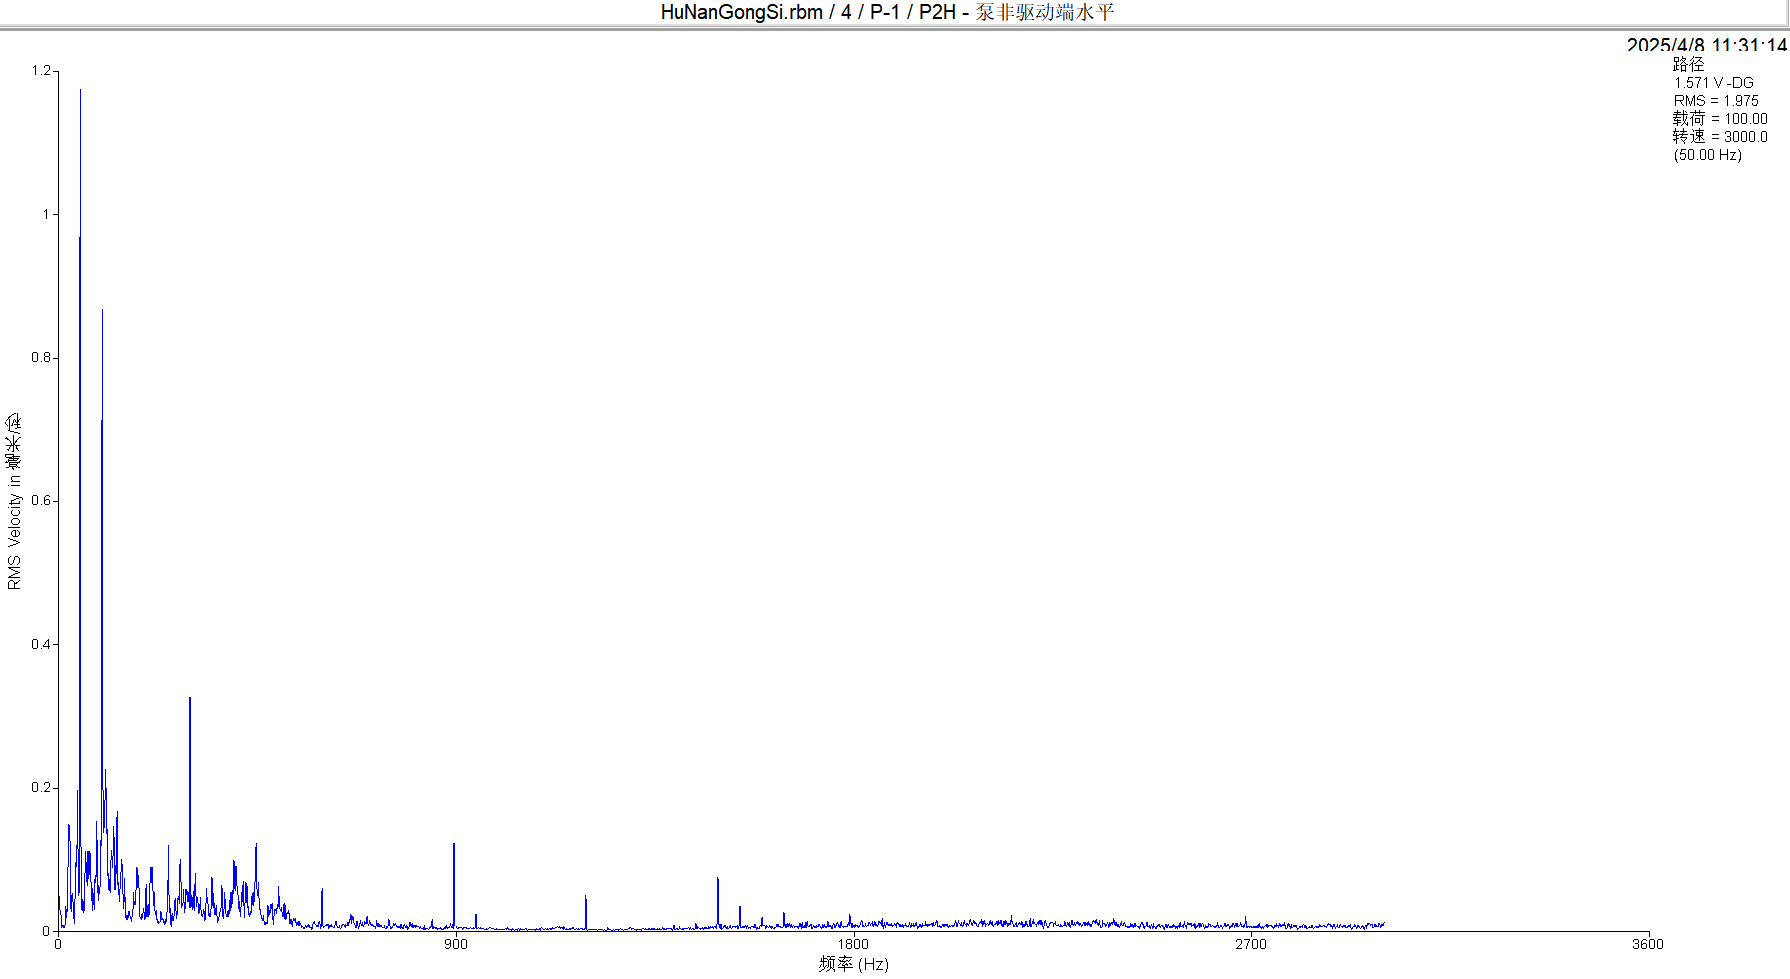 HuNanGongSi.rbm / 4 / P-1 / P2H - 泵非驱动端水平
2025/4/8 11:31:14
路径
1.571 V -DG
RMS = 1.975
载荷 = 100.00
转速 = 3000.0
(50.00 Hz)
1.2
1
0.8
0.6
0.4
0.2
0
RMS Velocity in 毫米/秒
0
900
1800
2700
3600
频率 (Hz)